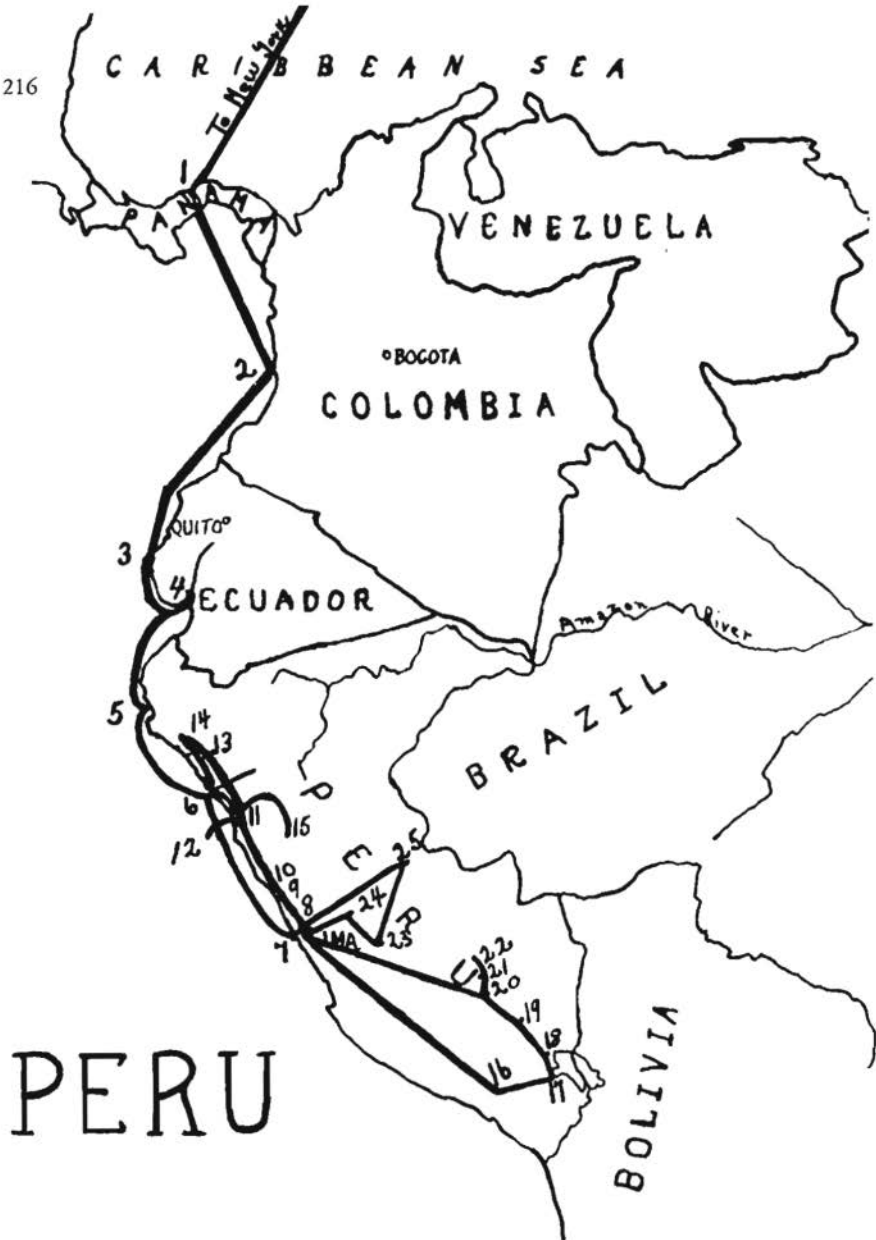 216
CARIBBEAN SEA
To New York
1
PANAMA
VENEZUELA
2
BOGOTA
COLOMBIA
QUITO
3
4
ECUADOR
Amazon River
5
BRAZIL
14
13
6
11
15
12
PERU
10
9
8
25
24
7
LIMA
23
22
21
20
19
18
16
17
PERU
BOLIVIA